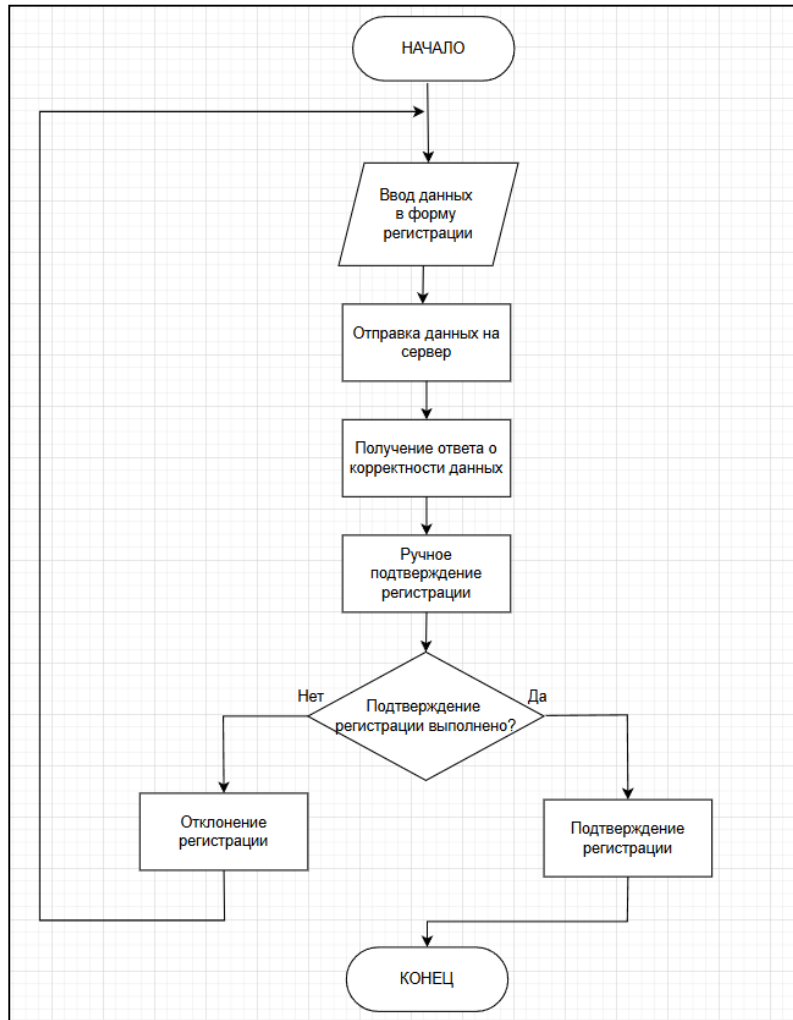 НАЧАЛО
Ввод данных
в форму
регистрации
Отправка данных на
сервер
Получение ответа о
корректности данных
Ручное
подтверждение
регистрации
Нет
Да
Подтверждение
регистрации выполнено?
Отклонение
регистрации
Подтверждение
регистрации
КОНЕЦ